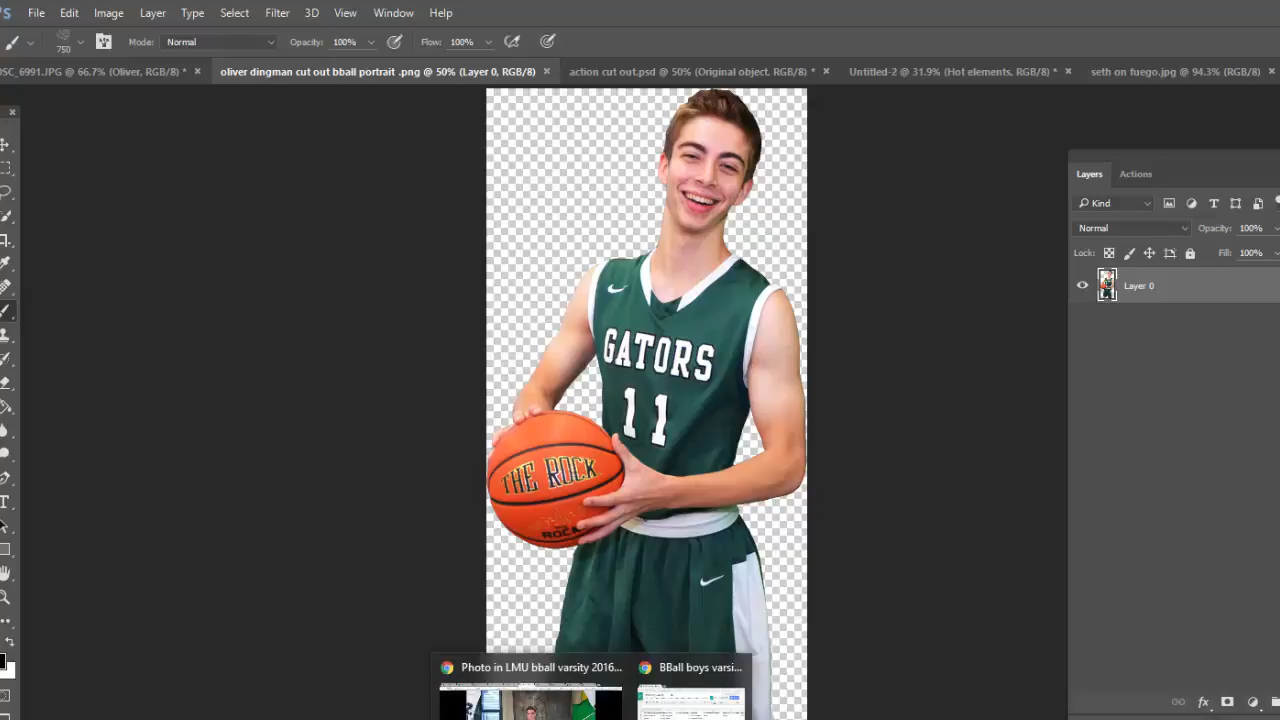 File Edit Image Layer Type Select Filter 3D View Window Help
750 Mode: Normal Opacity: 100% Flow: 100%
SC_6991.JPG @ 66.7% (Oliver, RGB/8) * × oliver dingman cut out bball portrait .png @ 50% (Layer 0, RGB/8) × action cut out.psd @ 50% (Original object, RGB/8) * × Untitled-2 @ 31.9% (Hot elements, RGB/8) * × seth on fuego.jpg @ 94.3% (RGB/8) ×
Layers Actions
Kind
Normal Opacity: 100%
Lock: Fill: 100%
Layer 0
GATORS
11
THE ROCK
ROCK
Photo in LMU bball varsity 2016... BBall boys varsi...